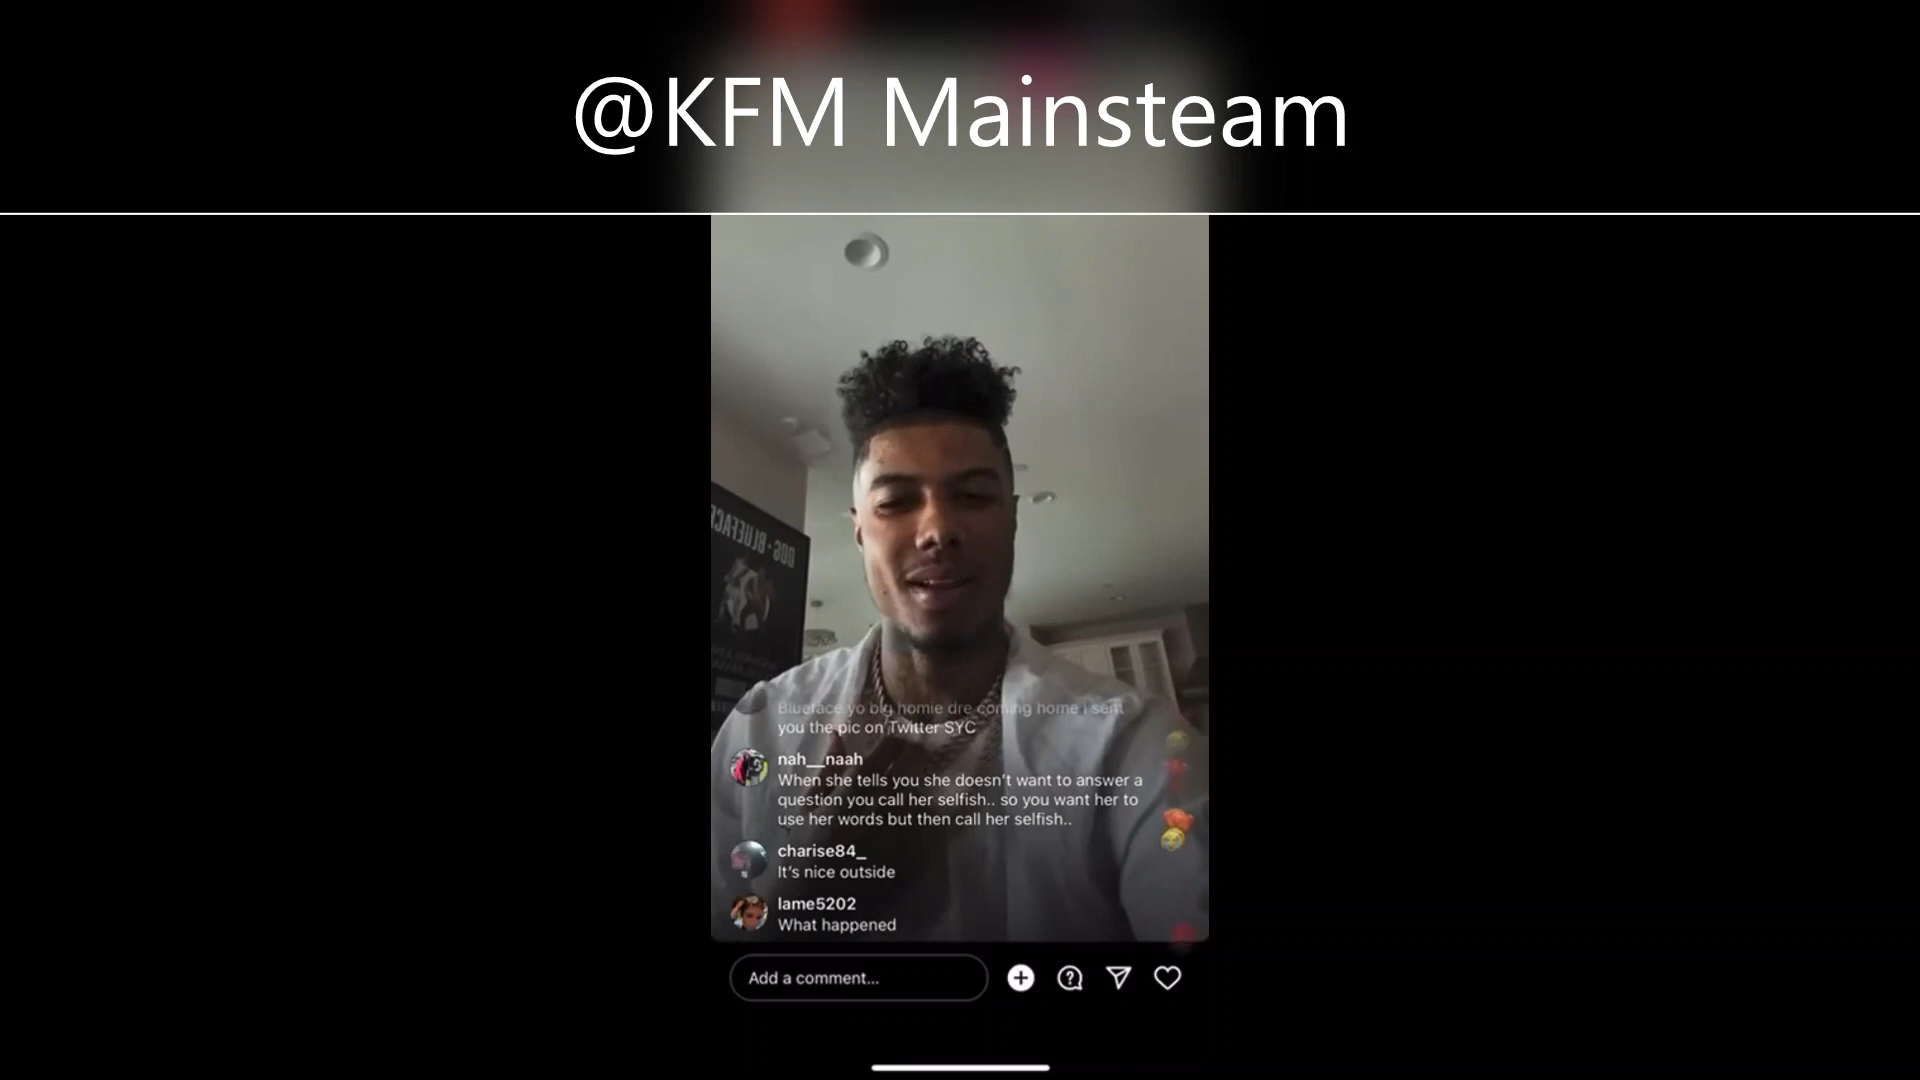 @KFM Mainsteam
DOG • BLUEFACE
Blueface yo big homie dre coming home i sent
you the pic on Twitter SYC
nah__naah
When she tells you she doesn't want to answer a
question you call her selfish.. so you want her to
use her words but then call her selfish..
charise84_
It's nice outside
lame5202
What happened
Add a comment...